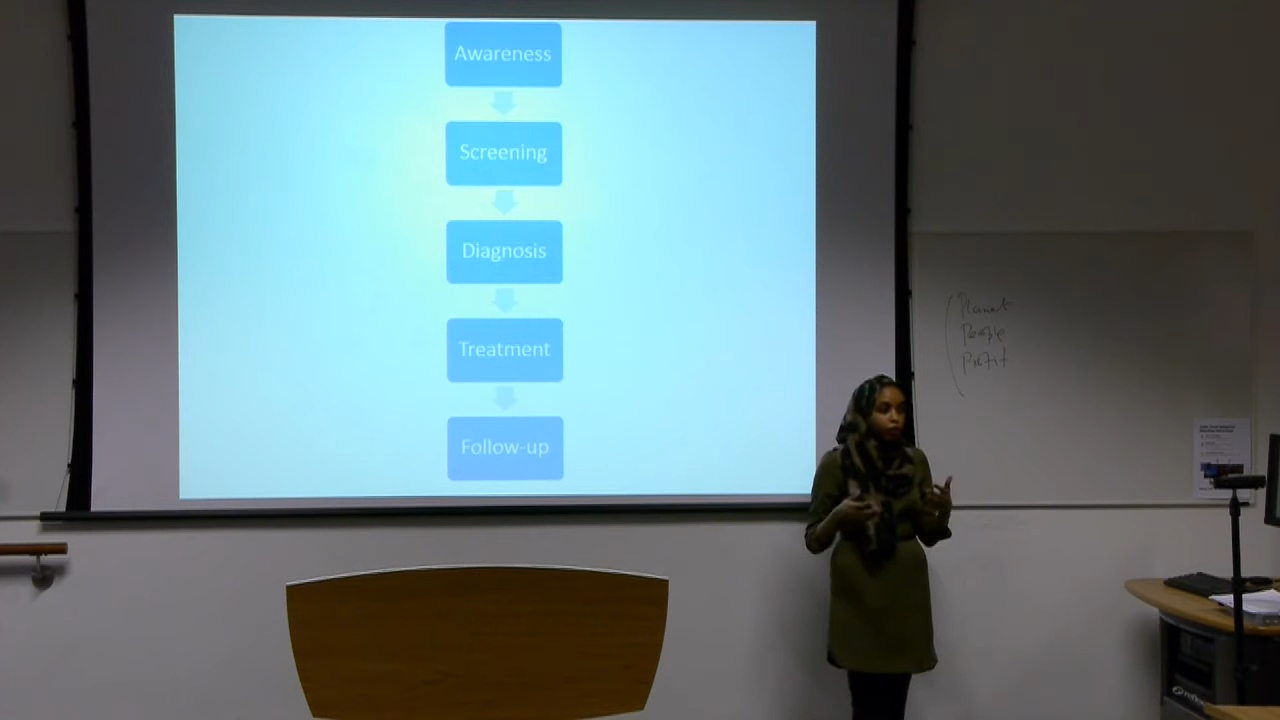 Awareness
Screening
Diagnosis
Treatment
Follow-up
Planet
People
Profit